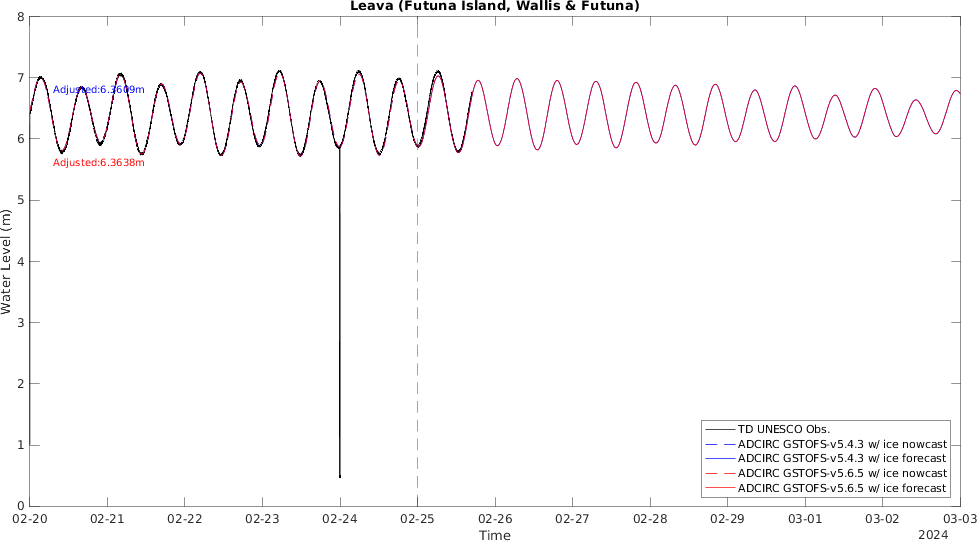 Leava (Futuna Island, Wallis & Futuna)
8
7
6
5
4
3
2
1
0
Water Level (m)
Adjusted:6.3609m
Adjusted:6.3638m
TD UNESCO Obs.
ADCIRC GSTOFS-v5.4.3 w/ ice nowcast
ADCIRC GSTOFS-v5.4.3 w/ ice forecast
ADCIRC GSTOFS-v5.6.5 w/ ice nowcast
ADCIRC GSTOFS-v5.6.5 w/ ice forecast
02-20 02-21 02-22 02-23 02-24 02-25 02-26 02-27 02-28 02-29 03-01 03-02 03-03
Time
2024